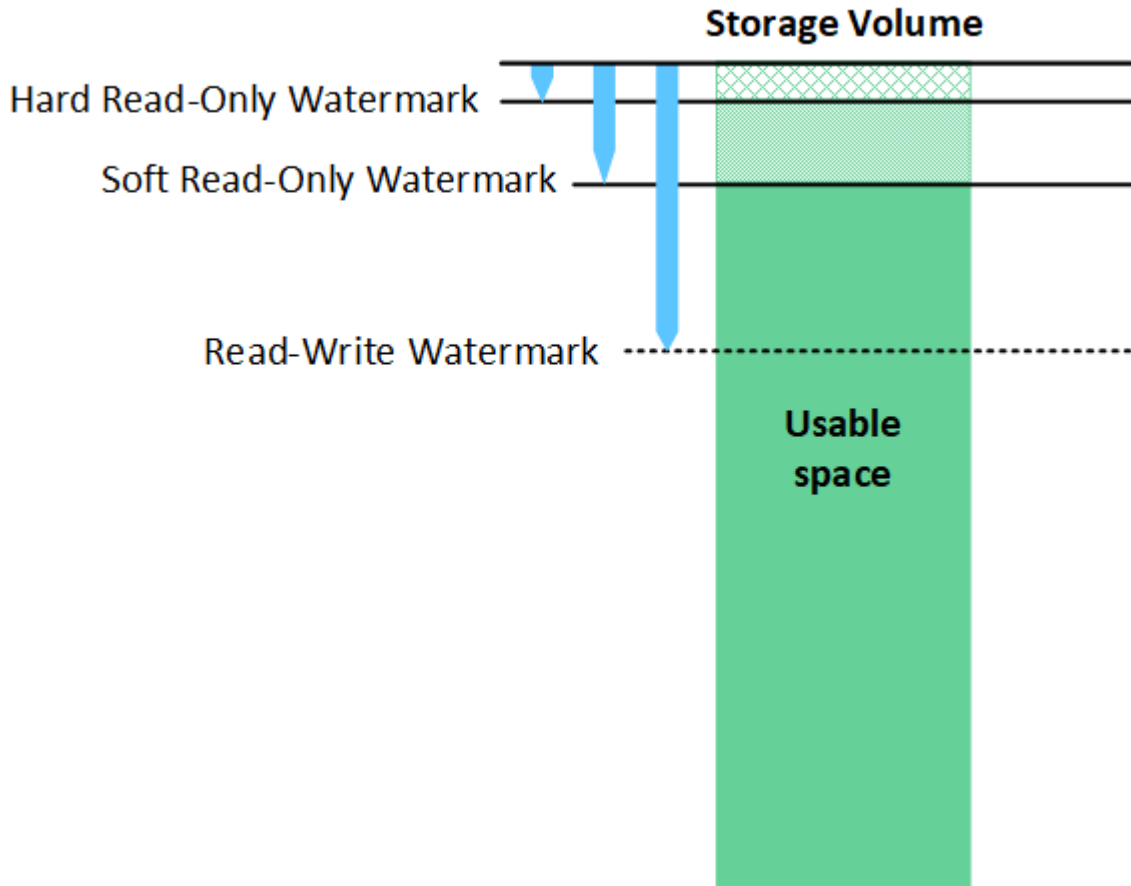 Storage Volume
Hard Read-Only Watermark
Soft Read-Only Watermark
Read-Write Watermark
Usable
space